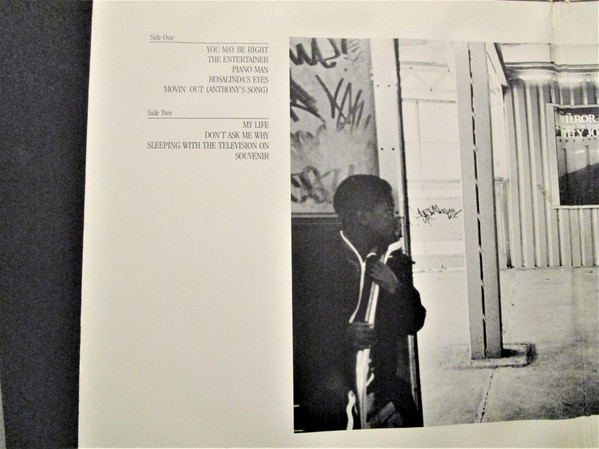 Side One
YOU MAY BE RIGHT
THE ENTERTAINER
PIANO MAN
ROSALINDA'S EYES
MOVIN' OUT (ANTHONY'S SONG)
Side Two
MY LIFE
DON'T ASK ME WHY
SLEEPING WITH THE TELEVISION ON
SOUVENIR